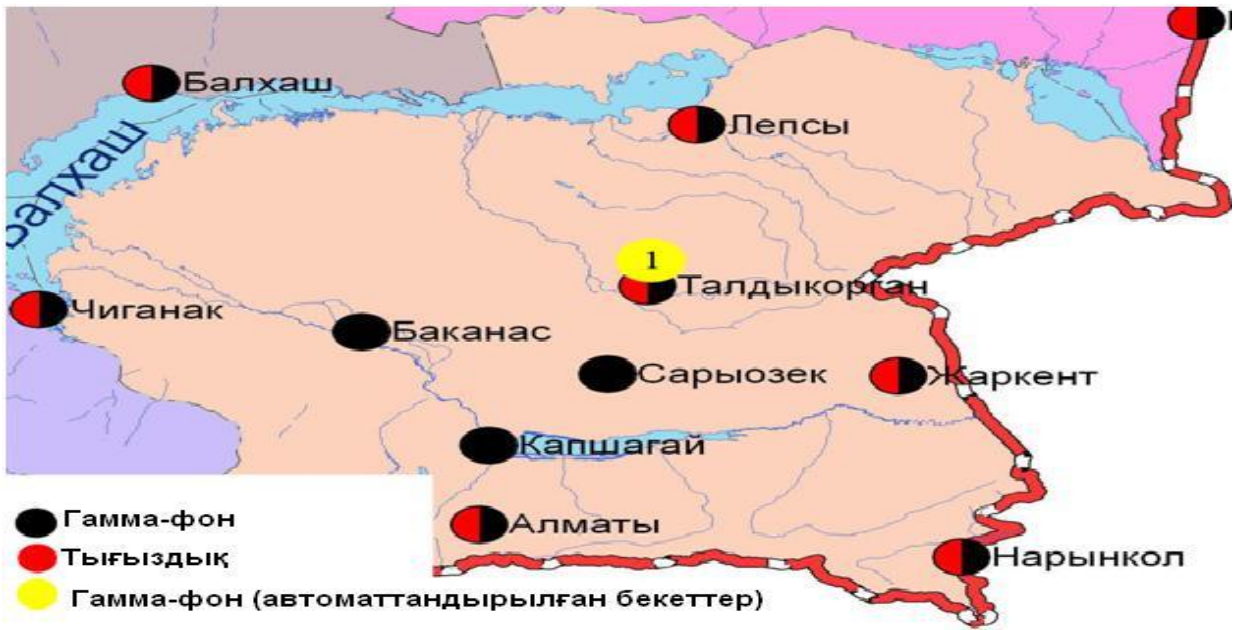 Балхаш
Лепсы
Балхаш
1
Талдыкорган
Чиганак
Баканас
Сарыозек
Жаркент
Капшагай
Гамма-фон
Алматы
Тығыздық
Нарынкол
Гамма-фон (автоматтандырылған бекеттер)